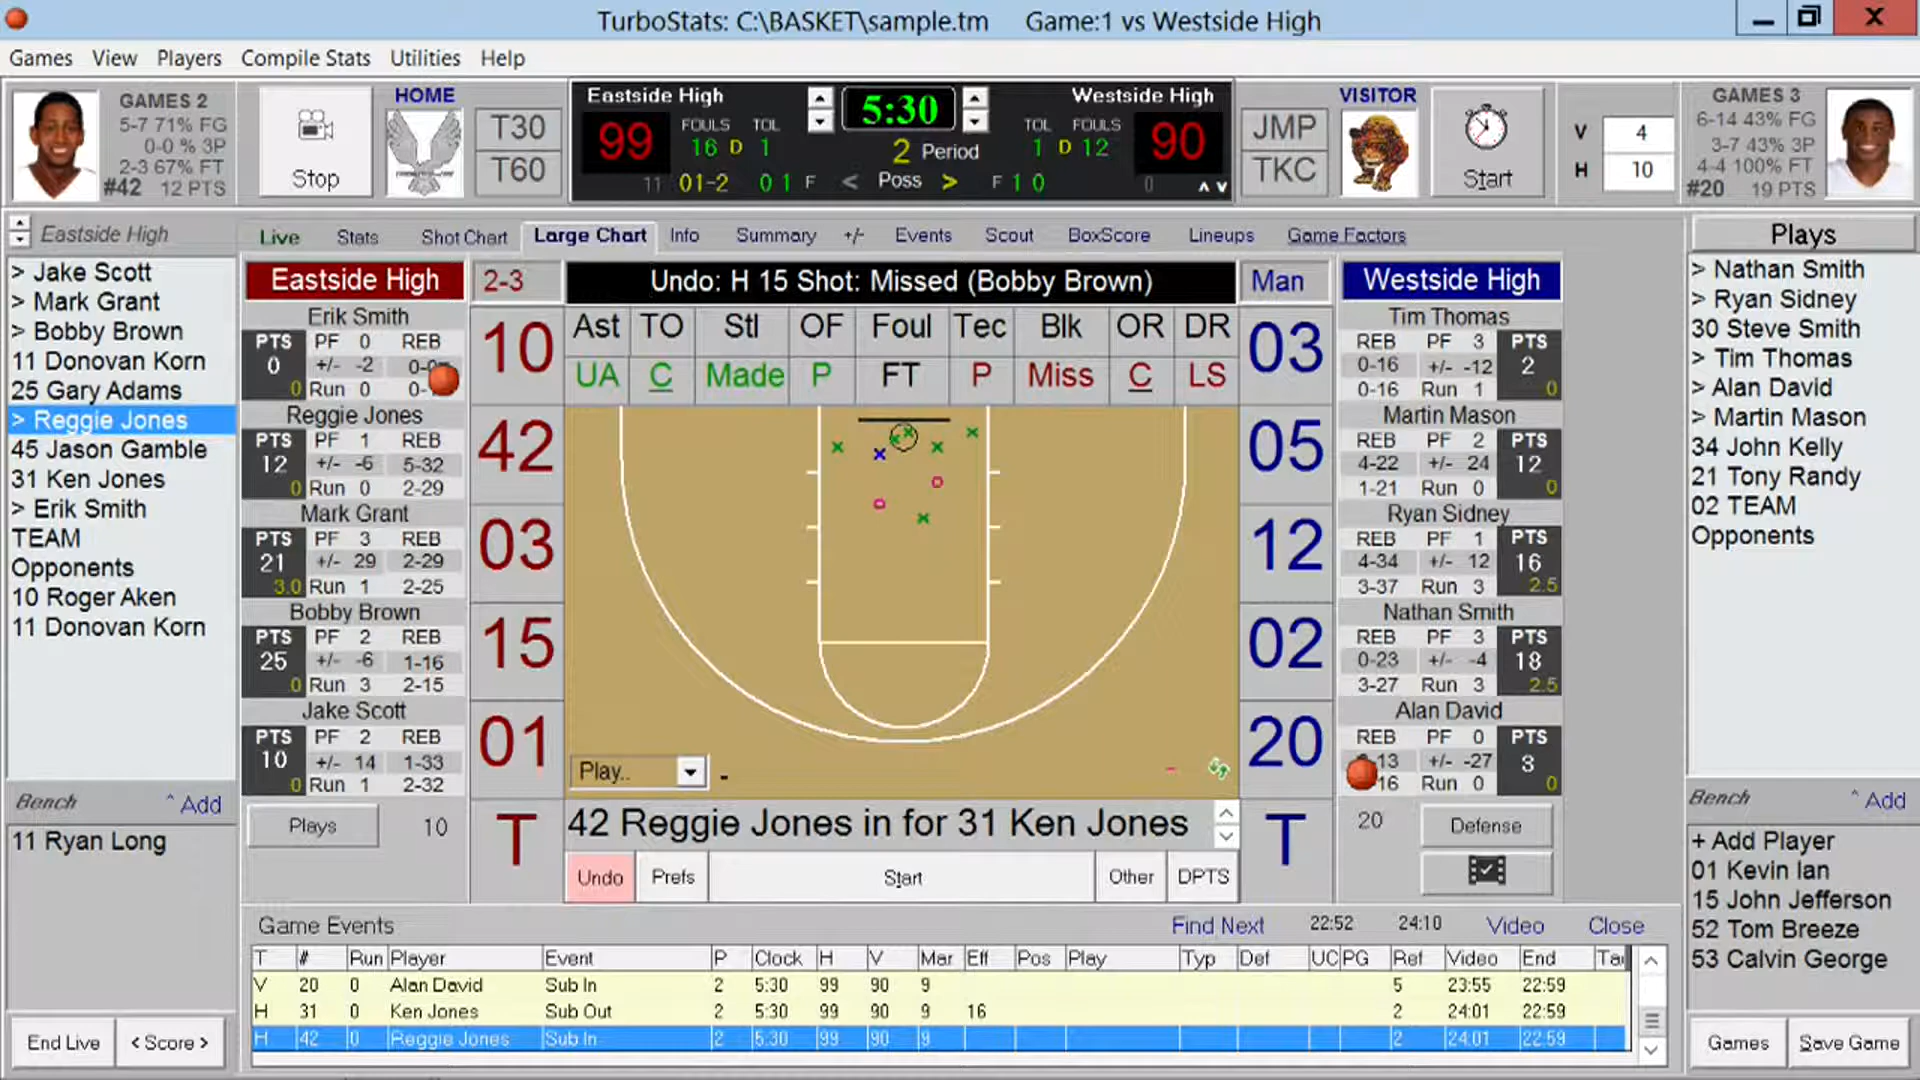 TurboStats: C:\BASKET\sample.tm Game:1 vs Westside High
Games View Players Compile Stats Utilities Help
GAMES 2
5-7 71% FG
0-0 % 3P
2-3 67% FT
#42 12 PTS
Stop
HOME
T30
T60
Eastside High 5:30 Westside High
99 FOULS TOL TOL FOULS 90
16 D 1 2 Period 1 D 12
11 01-2 0 1 F < Poss > F 1 0 0
JMP
TKC
VISITOR
Start
V 4
H 10
GAMES 3
6-14 43% FG
3-7 43% 3P
4-4 100% FT
#20 19 PTS
Eastside High
> Jake Scott
> Mark Grant
> Bobby Brown
11 Donovan Korn
25 Gary Adams
> Reggie Jones
45 Jason Gamble
31 Ken Jones
> Erik Smith
TEAM
Opponents
10 Roger Aken
11 Donovan Korn
Bench ^ Add
11 Ryan Long
End Live < Score >
Live Stats Shot Chart Large Chart Info Summary +/- Events Scout BoxScore Lineups Game Factors
Eastside High
Erik Smith
PTS PF 0 REB
0 +/- -2
0 Run 0
Reggie Jones
PTS PF 1 REB
12 +/- -6 5-32
0 Run 0 2-29
Mark Grant
PTS PF 3 REB
21 +/- 29 2-29
3.0 Run 1 2-25
Bobby Brown
PTS PF 2 REB
25 +/- -6 1-16
0 Run 3 2-15
Jake Scott
PTS PF 2 REB
10 +/- 14 1-33
0 Run 1 2-32
Plays 10
2-3
10
42
03
15
01
T
Undo: H 15 Shot: Missed (Bobby Brown)
Ast TO Stl OF Foul Tec Blk OR DR
UA C Made P FT P Miss C LS
Play..
42 Reggie Jones in for 31 Ken Jones
Undo Prefs Start Other DPTS
Man
03
05
12
02
20
T
Westside High
Tim Thomas
REB PF 3 PTS
0-16 +/- -12 2
0-16 Run 1 0
Martin Mason
REB PF 2 PTS
4-22 +/- 24 12
1-21 Run 0 0
Ryan Sidney
REB PF 1 PTS
4-34 +/- 12 16
3-37 Run 3 2.5
Nathan Smith
REB PF 3 PTS
0-23 +/- -4 18
3-27 Run 3 2.5
Alan David
REB PF 0 PTS
13 +/- -27
16 Run 0 0
20 Defense
Plays
> Nathan Smith
> Ryan Sidney
30 Steve Smith
> Tim Thomas
> Alan David
> Martin Mason
34 John Kelly
21 Tony Randy
02 TEAM
Opponents
Bench ^ Add
+ Add Player
01 Kevin Ian
15 John Jefferson
52 Tom Breeze
53 Calvin George
Games Save Game
Game Events Find Next 22:52 24:10 Video Close
T # Run Player Event P Clock H V Mar Eff Pos Play Typ Def UC PG Ref Video End
V 20 0 Alan David Sub In 2 5:30 99 90 9 5 23:55 22:59
H 31 0 Ken Jones Sub Out 2 5:30 99 90 9 16 2 24:01 22:59
H 42 0 Reggie Jones Sub In 2 5:30 99 90 9 2 24:01 22:59